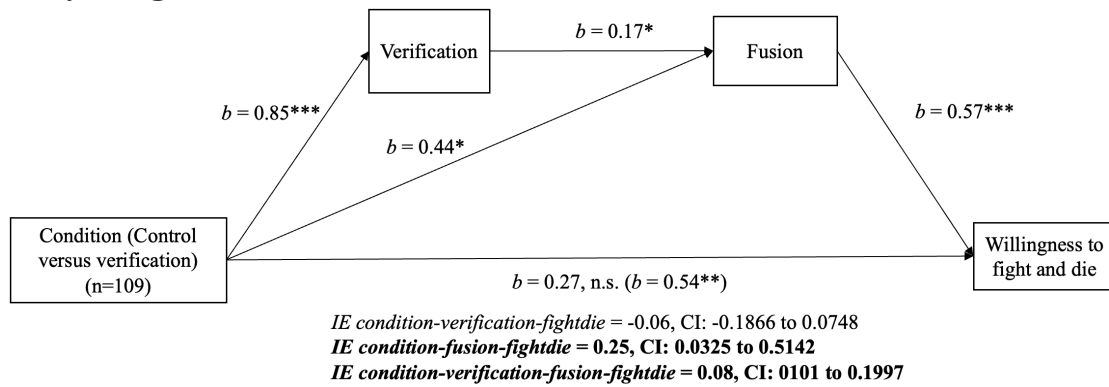 b = 0.17*
Verification
Fusion
b = 0.85***
b = 0.57***
b = 0.44*
Condition (Control
versus verification)
(n=109)
Willingness to
fight and die
b = 0.27, n.s. (b = 0.54**)
IE condition-verification-fightdie = -0.06, CI: -0.1866 to 0.0748
IE condition-fusion-fightdie = 0.25, CI: 0.0325 to 0.5142
IE condition-verification-fusion-fightdie = 0.08, CI: 0101 to 0.1997